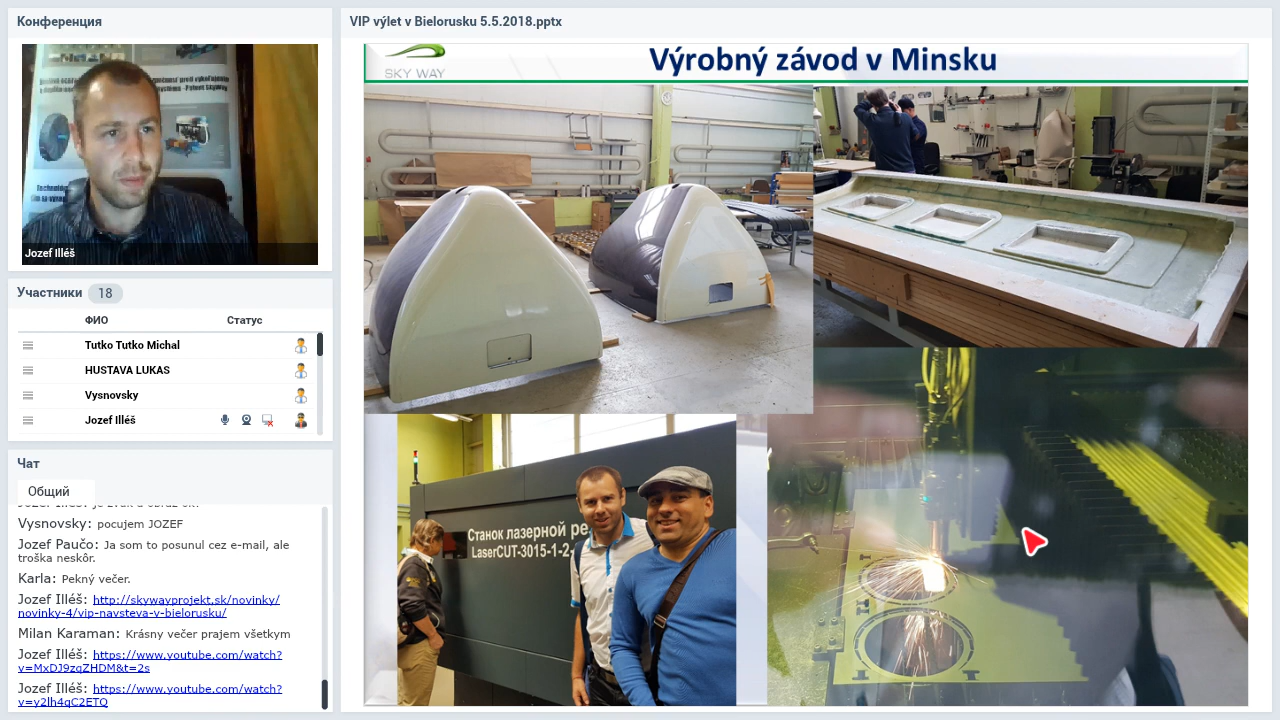 Конференция
Jozef Illéš
Участники 18
ФИО Статус
Tutko Tutko Michal
HUSTAVA LUKAS
Vysnovsky
Jozef Illéš
Чат
Общий
Vysnovsky: pocujem JOZEF
Jozef Paučo: Ja som to posunul cez e-mail, ale
troška neskôr.
Karla: Pekný večer.
Jozef Illéš: http://skywayprojekt.sk/novinky/
novinky-4/vip-navsteva-v-bielorusku/
Milan Karaman: Krásny večer prajem všetkym
Jozef Illéš: https://www.youtube.com/watch?
v=MxDJ9zqZHDM&t=2s
Jozef Illéš: https://www.youtube.com/watch?
v=y2lh4qC2ETQ
VIP výlet v Bielorusku 5.5.2018.pptx
SKY WAY
Výrobný závod v Minsku
Станок лазерной
LaserCUT-3015-1-2